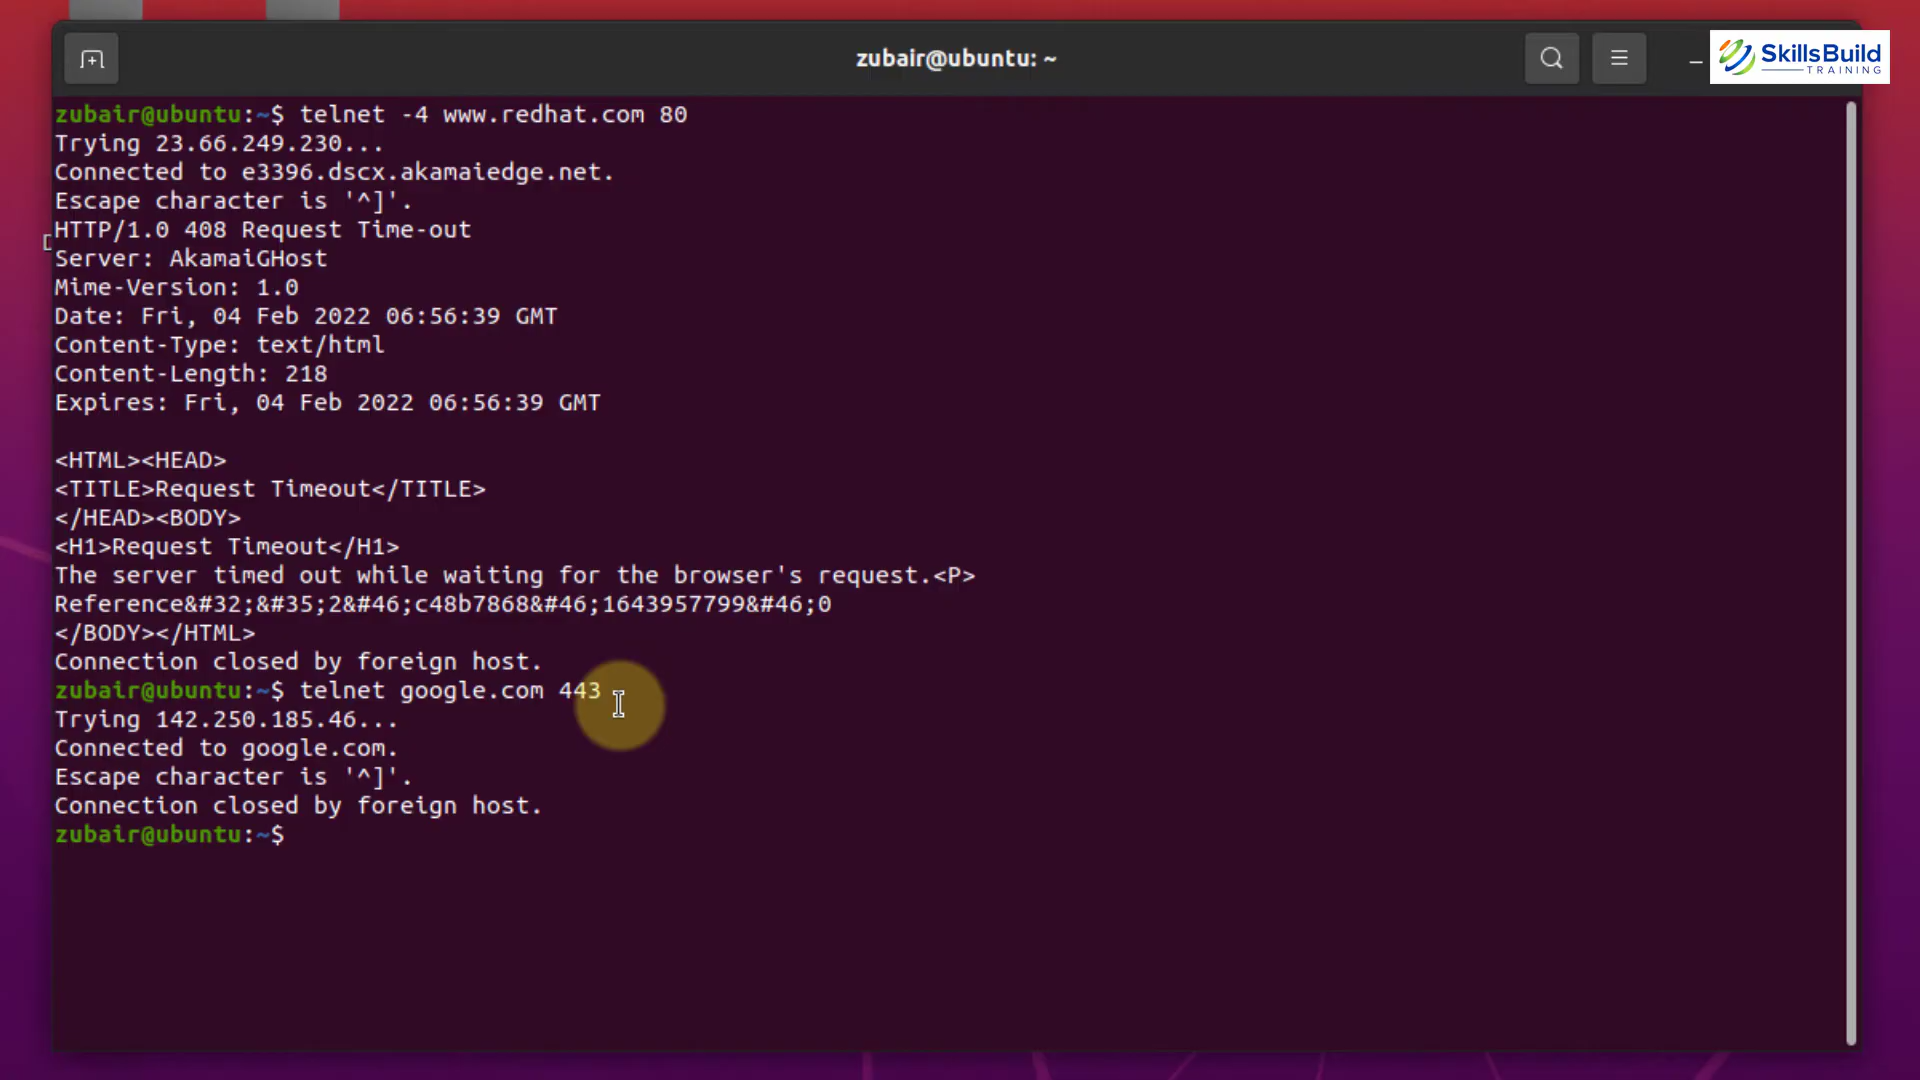 zubair@ubuntu: ~
SkillsBuild
TRAINING
zubair@ubuntu:~$ telnet -4 www.redhat.com 80
Trying 23.66.249.230...
Connected to e3396.dscx.akamaiedge.net.
Escape character is '^]'.
HTTP/1.0 408 Request Time-out
Server: AkamaiGHost
Mime-Version: 1.0
Date: Fri, 04 Feb 2022 06:56:39 GMT
Content-Type: text/html
Content-Length: 218
Expires: Fri, 04 Feb 2022 06:56:39 GMT
<HTML><HEAD>
<TITLE>Request Timeout</TITLE>
</HEAD><BODY>
<H1>Request Timeout</H1>
The server timed out while waiting for the browser's request.<P>
Reference&#32;&#35;2&#46;c48b7868&#46;1643957799&#46;0
</BODY></HTML>
Connection closed by foreign host.
zubair@ubuntu:~$ telnet google.com 443
Trying 142.250.185.46...
Connected to google.com.
Escape character is '^]'.
Connection closed by foreign host.
zubair@ubuntu:~$